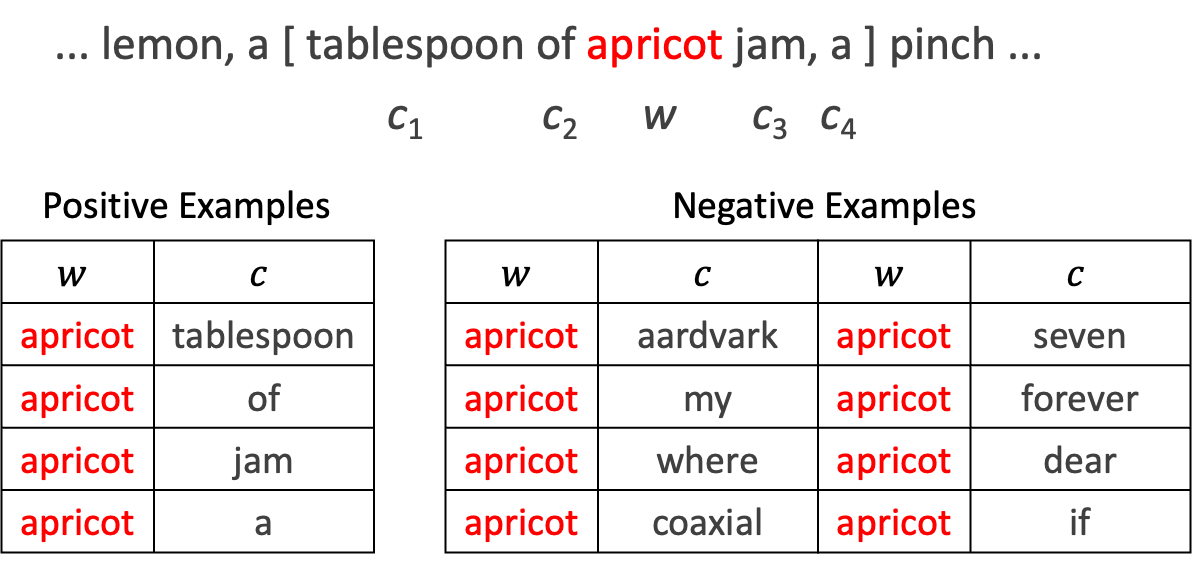 ... lemon, a [ tablespoon of apricot jam, a ] pinch ...
c1 c2 w c3 c4
Positive Examples Negative Examples
w c w c w c
apricot tablespoon apricot aardvark apricot seven
apricot of apricot my apricot forever
apricot jam apricot where apricot dear
apricot a apricot coaxial apricot if